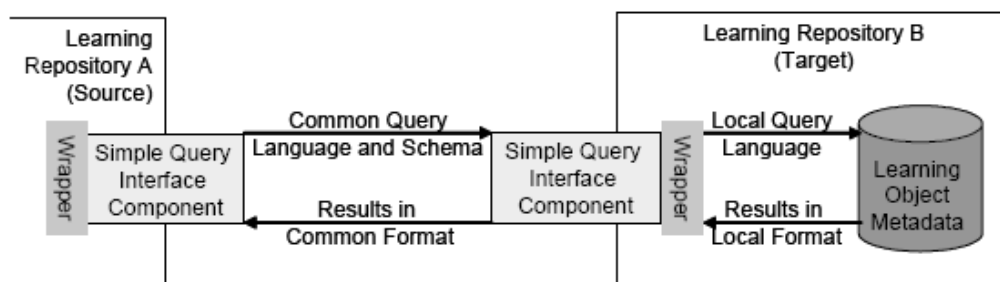 Learning
Repository A
(Source)
Wrapper
Simple Query
Interface
Component
Common Query
Language and Schema
Results in
Common Format
Learning Repository B
(Target)
Simple Query
Interface
Component
Wrapper
Local Query
Language
Results in
Local Format
Learning
Object
Metadata